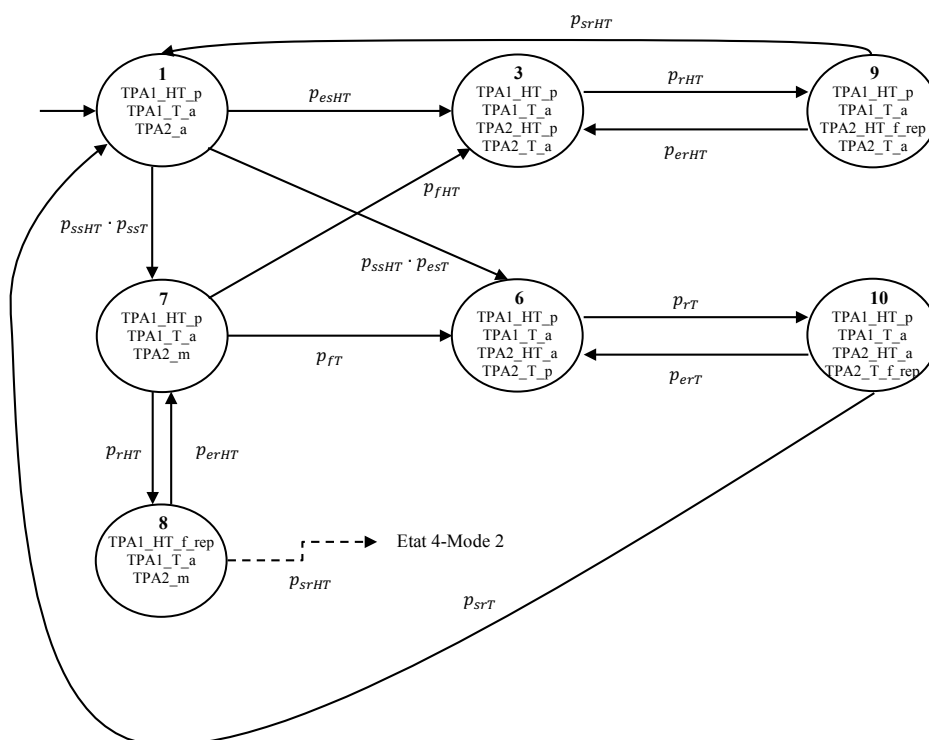 p_srHT
1
TPA1_HT_p
TPA1_T_a
TPA2_a
p_esHT
3
TPA1_HT_p
TPA1_T_a
TPA2_HT_p
TPA2_T_a
p_rHT
p_erHT
9
TPA1_HT_p
TPA1_T_a
TPA2_HT_f_rep
TPA2_T_a
p_fHT
p_ssHT · p_ssT
p_ssHT · p_esT
7
TPA1_HT_p
TPA1_T_a
TPA2_m
p_fT
6
TPA1_HT_p
TPA1_T_a
TPA2_HT_a
TPA2_T_p
p_rT
p_erT
10
TPA1_HT_p
TPA1_T_a
TPA2_HT_a
TPA2_T_f_rep
p_rHT
p_erHT
8
TPA1_HT_f_rep
TPA1_T_a
TPA2_m
p_srHT
Etat 4-Mode 2
p_srT